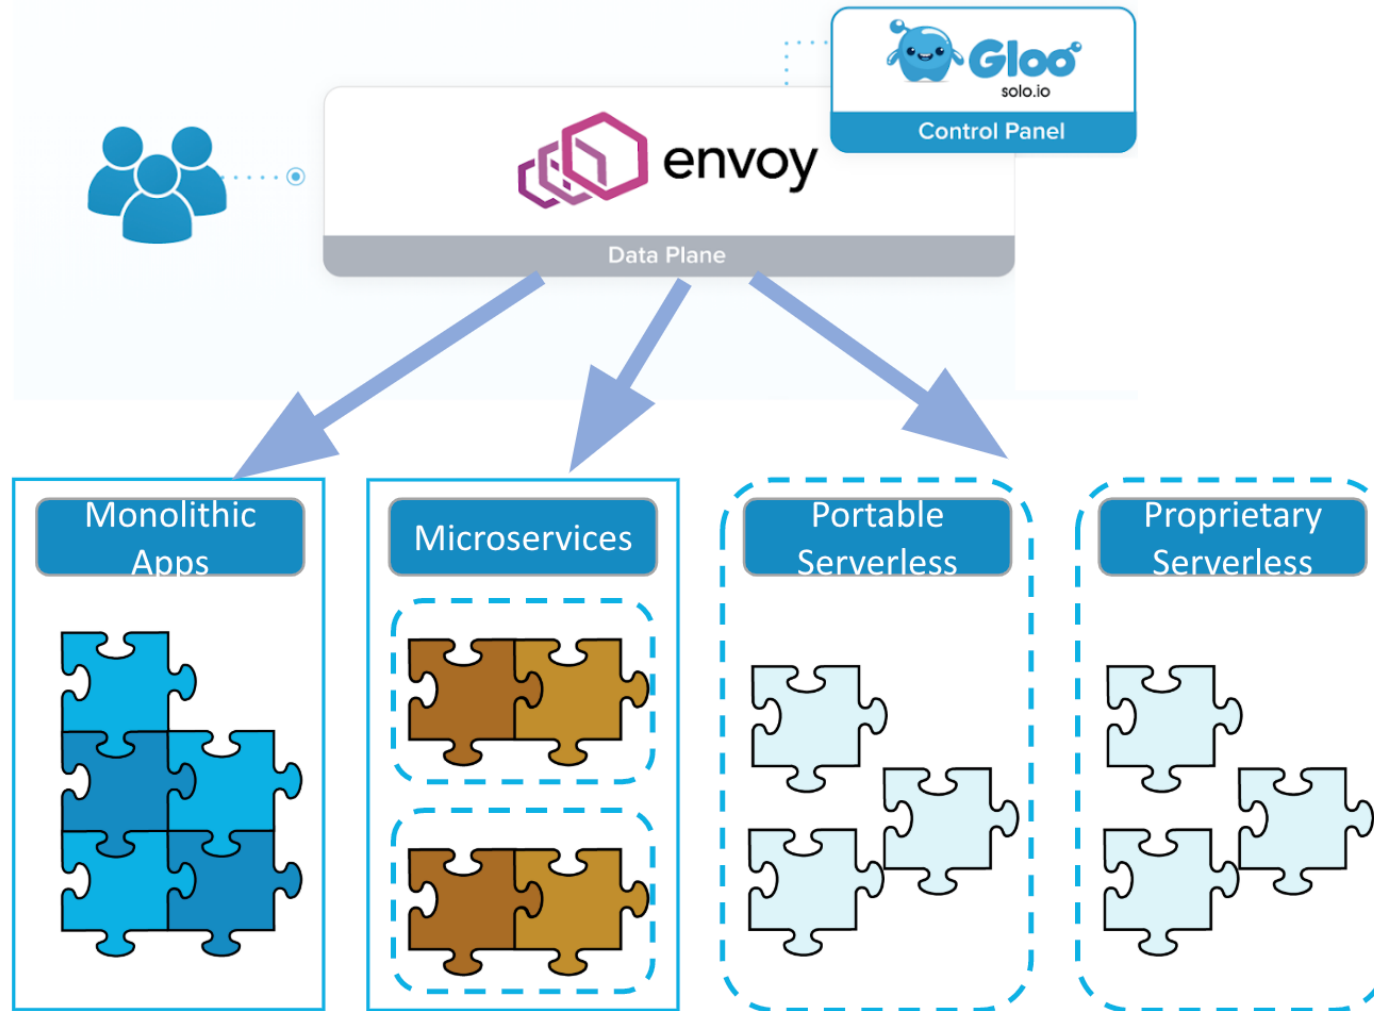 Gloo
solo.io
Control Panel
envoy
Data Plane
Monolithic
Apps
Microservices
Portable
Serverless
Proprietary
Serverless